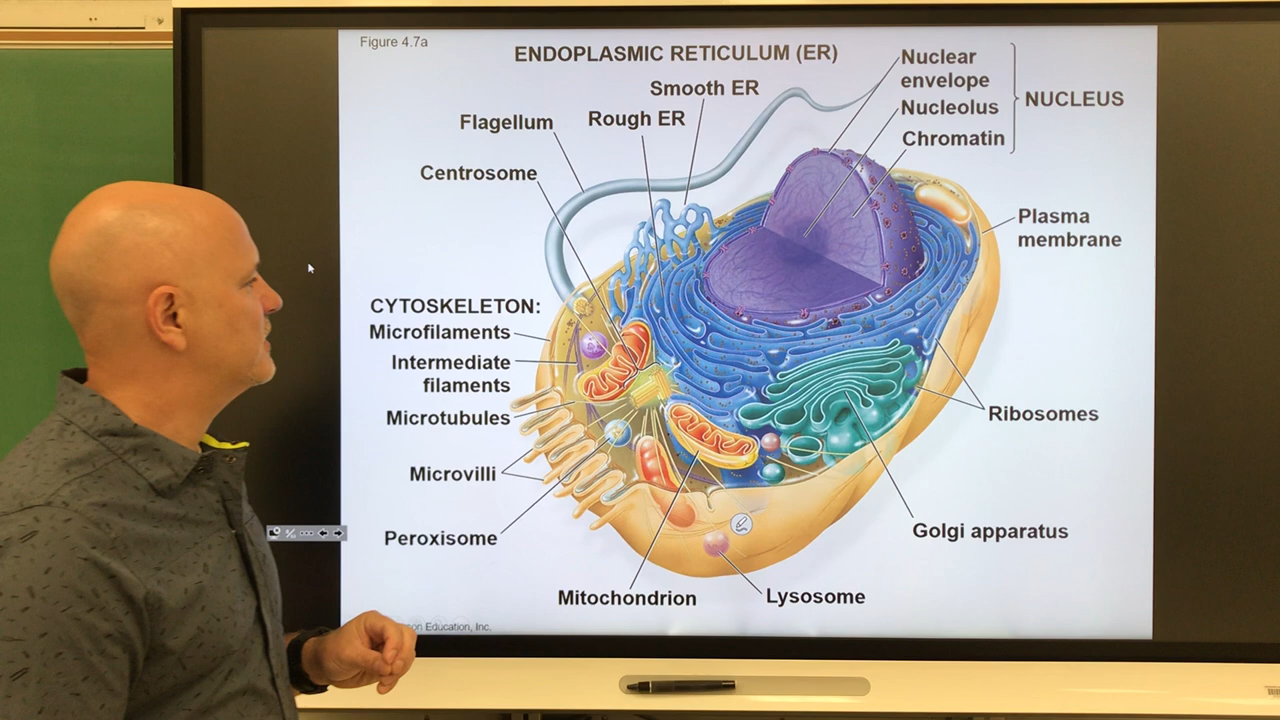 Figure 4.7a
ENDOPLASMIC RETICULUM (ER)
Smooth ER
Rough ER
Flagellum
Centrosome
Nuclear
envelope
Nucleolus
Chromatin
NUCLEUS
Plasma
membrane
CYTOSKELETON:
Microfilaments
Intermediate
filaments
Microtubules
Microvilli
Peroxisome
Ribosomes
Golgi apparatus
Mitochondrion
Lysosome
Education, Inc.